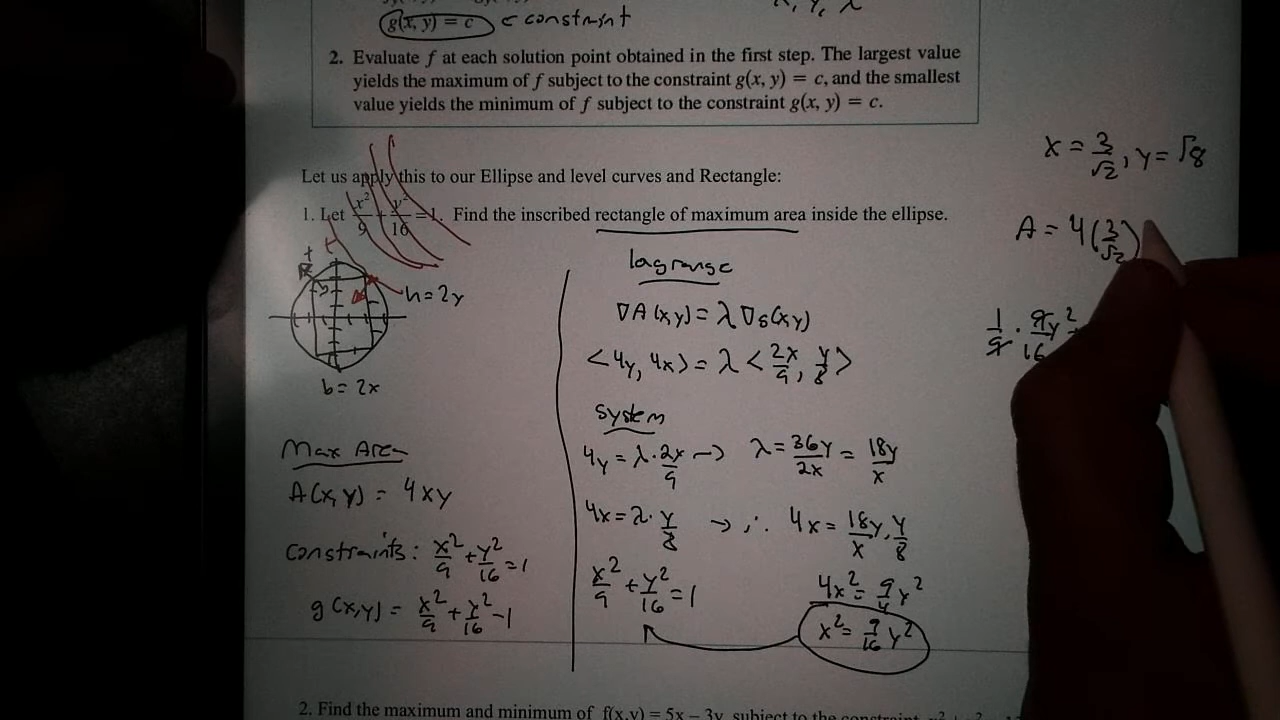 g(x, y) = c ⊂ constraint
2. Evaluate f at each solution point obtained in the first step. The largest value
yields the maximum of f subject to the constraint g(x, y) = c, and the smallest
value yields the minimum of f subject to the constraint g(x, y) = c.
Let us apply this to our Ellipse and level curves and Rectangle:
1. Let x²/9 + y²/16 = 1. Find the inscribed rectangle of maximum area inside the ellipse.
h = 2y
b = 2x
Max Area
A(x, y) = 4xy
constraints: x²/9 + y²/16 = 1
g(x,y) = x²/9 + y²/16 - 1
lagrange
∇A(x,y) = λ∇g(x,y)
<4y, 4x> = λ<2x/9, y/8>
system
4y = λ·2x/9 → λ = 36y/2x = 18y/x
4x = λ·y/8 → ∴ 4x = 18y/x · y/8
x²/9 + y²/16 = 1
4x² = 9/4 y²
x² = 9/16 y²
x = 3/√2, y = √8
A = 4(3/√2)
1/9 · 9y²/16
2. Find the maximum and minimum of f(x,y) = 5x − 3y subject to the constraint